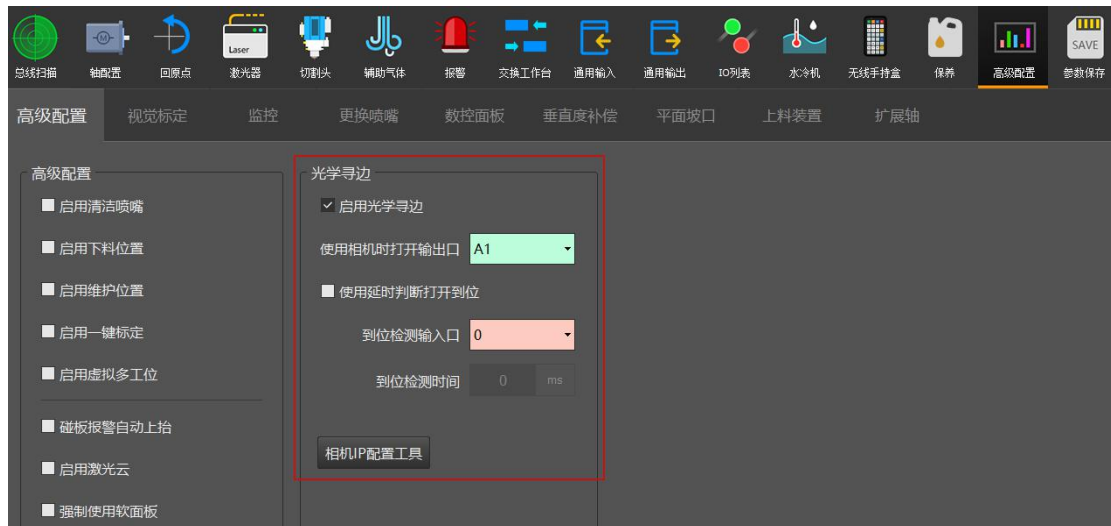 Laser
SAVE
总线扫描 轴配置 回原点 激光器 切割头 辅助气体 报警 交换工作台 通用输入 通用输出 IO列表 水冷机 无线手持盒 保养 高级配置 参数保存
高级配置 视觉标定 监控 更换喷嘴 数控面板 垂直度补偿 平面坡口 上料装置 扩展轴
高级配置
启用清洁喷嘴
启用下料位置
启用维护位置
启用一键标定
启用虚拟多工位
碰板报警自动上抬
启用激光云
强制使用软面板
光学寻边
启用光学寻边
使用相机时打开输出口 A1
使用延时判断打开到位
到位检测输入口 0
到位检测时间 0 ms
相机IP配置工具